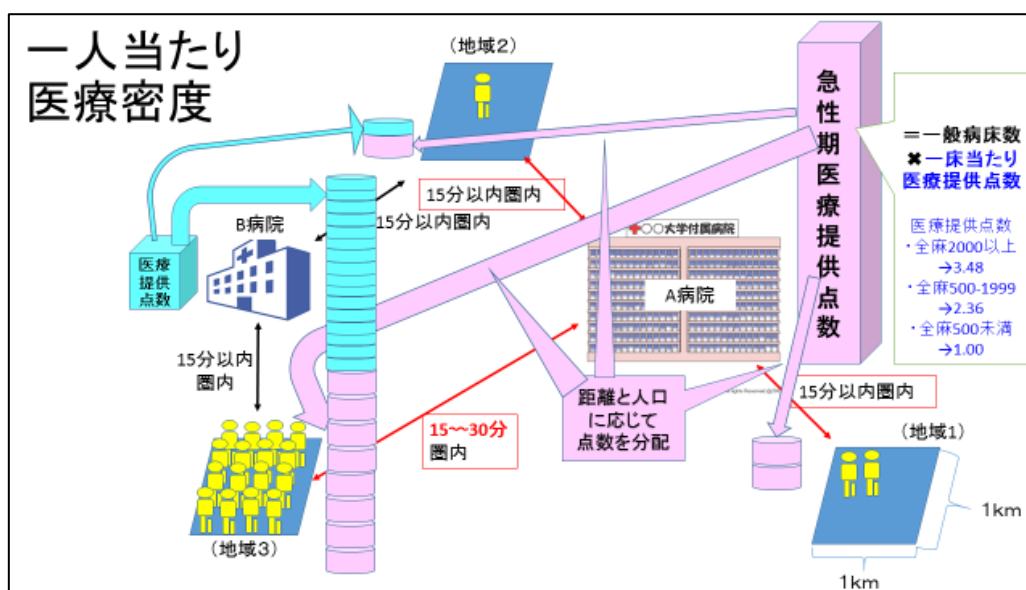 一人当たり
医療密度
(地域2)
急性期医療提供点数
=一般病床数
✖一床当たり
医療提供点数
医療提供点数
・全麻2000以上
→3.48
・全麻500-1999
→2.36
・全麻500未満
→1.00
15分以内圏内
15分以内圏内
B病院
医療
提供
点数
〇〇大学付属病院
A病院
15分以内
圏内
15~~30分
圏内
距離と人口
に応じて
点数を分配
15分以内圏内
(地域1)
1km
1km
(地域3)